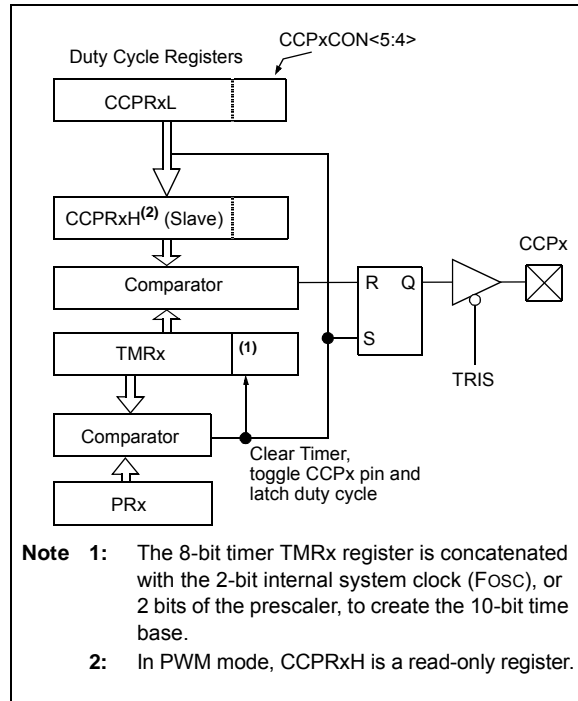 CCPxCON<5:4>
Duty Cycle Registers
CCPRxL
CCPRxH(2) (Slave)
CCPx
Comparator
R Q
TMRx (1)
S
TRIS
Comparator
Clear Timer,
toggle CCPx pin and
latch duty cycle
PRx
Note 1: The 8-bit timer TMRx register is concatenated
with the 2-bit internal system clock (FOSC), or
2 bits of the prescaler, to create the 10-bit time
base.
2: In PWM mode, CCPRxH is a read-only register.